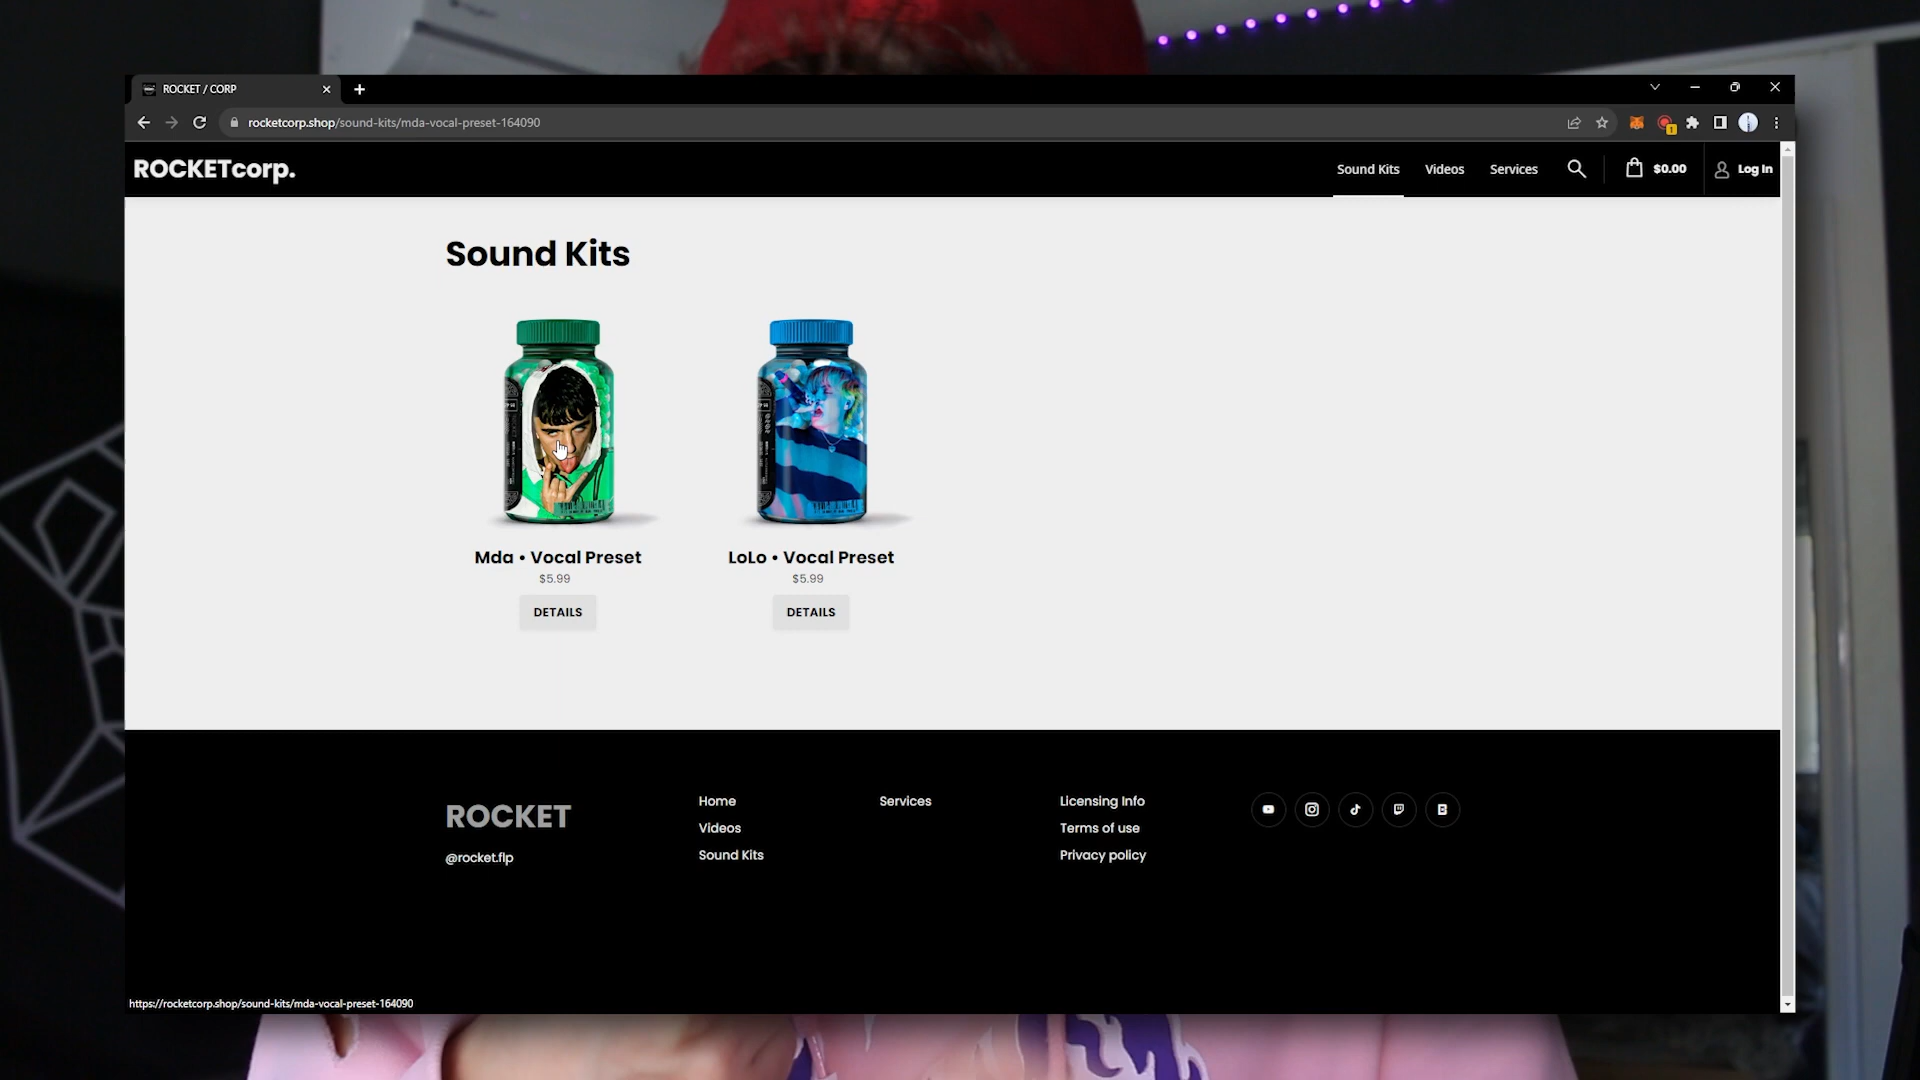 ROCKET / CORP
rocketcorp.shop/sound-kits/mda-vocal-preset-164090
1
ROCKETcorp.
Sound Kits
Videos
Services
$0.00
Log In
Sound Kits
Mda • Vocal Preset
LoLo • Vocal Preset
$5.99
$5.99
DETAILS
DETAILS
ROCKET
@rocket.flp
Home
Videos
Sound Kits
Services
Licensing Info
Terms of use
Privacy policy
https://rocketcorp.shop/sound-kits/mda-vocal-preset-164090